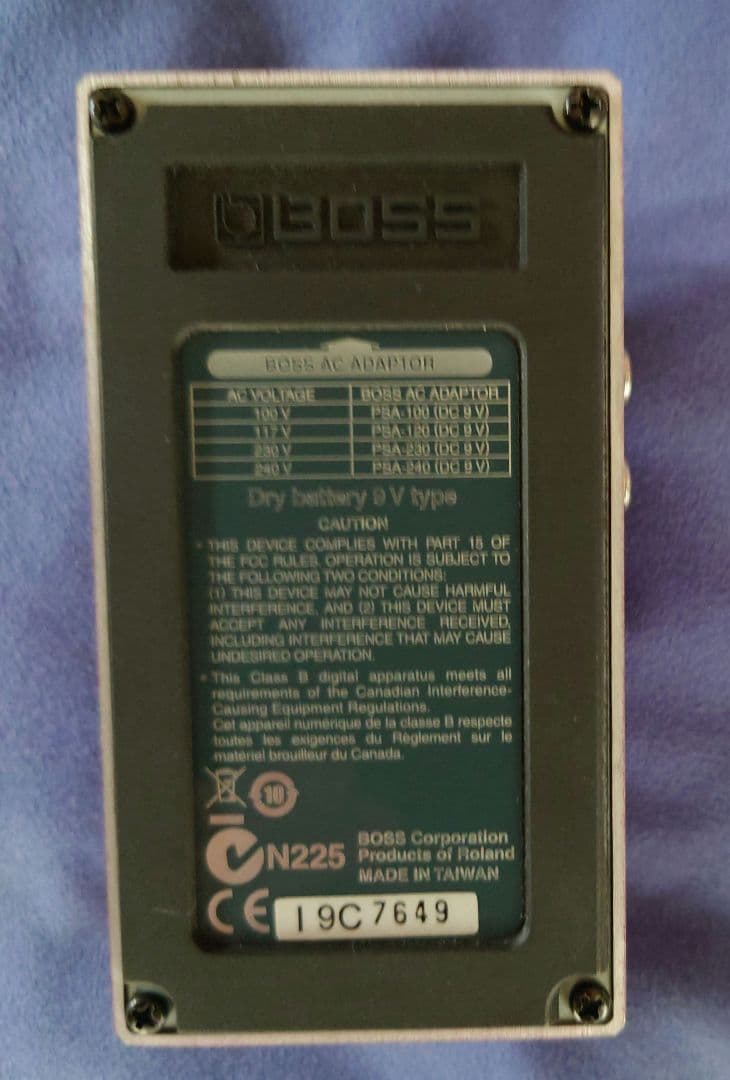 BOSS
BOSS AC ADAPTOR
AC VOLTAGE BOSS AC ADAPTOR
100 V PSA-100 (DC 9 V)
117 V PSA-120 (DC 9 V)
230 V PSA-230 (DC 9 V)
240 V PSA-240 (DC 9 V)
Dry battery 9 V type
CAUTION
• THIS DEVICE COMPLIES WITH PART 15 OF
THE FCC RULES. OPERATION IS SUBJECT TO
THE FOLLOWING TWO CONDITIONS:
(1) THIS DEVICE MAY NOT CAUSE HARMFUL
INTERFERENCE, AND (2) THIS DEVICE MUST
ACCEPT ANY INTERFERENCE RECEIVED,
INCLUDING INTERFERENCE THAT MAY CAUSE
UNDESIRED OPERATION.
• This Class B digital apparatus meets all
requirements of the Canadian Interference-
Causing Equipment Regulations.
Cet appareil numérique de la classe B respecte
toutes les exigences du Règlement sur le
matériel brouilleur du Canada.
10
N225
BOSS Corporation
Products of Roland
MADE IN TAIWAN
CE
I9C7649